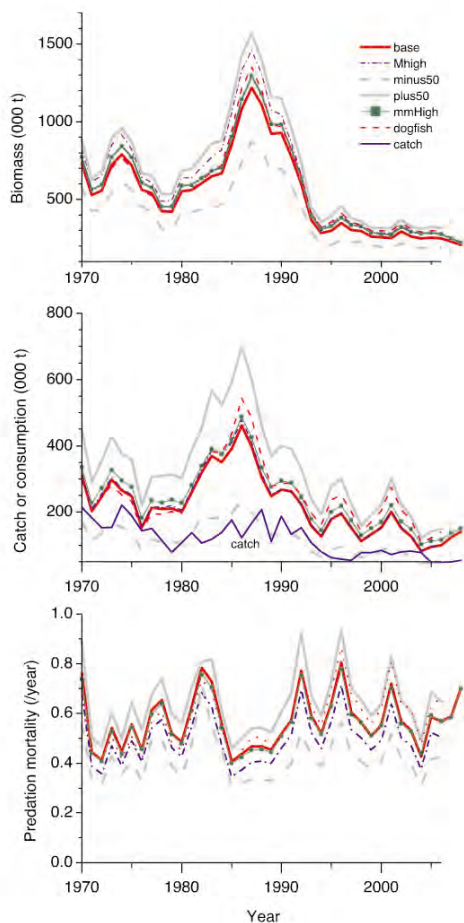 1500
1000
500
Biomass (000 t)
base
Mhigh
minus50
plus50
mmHigh
dogfish
catch
1970 1980 1990 2000
800
600
400
200
Catch or consumption (000 t)
catch
1970 1980 1990 2000
1.0
0.8
0.6
0.4
0.2
0.0
Predation mortality (/year)
1970 1980 1990 2000
Year